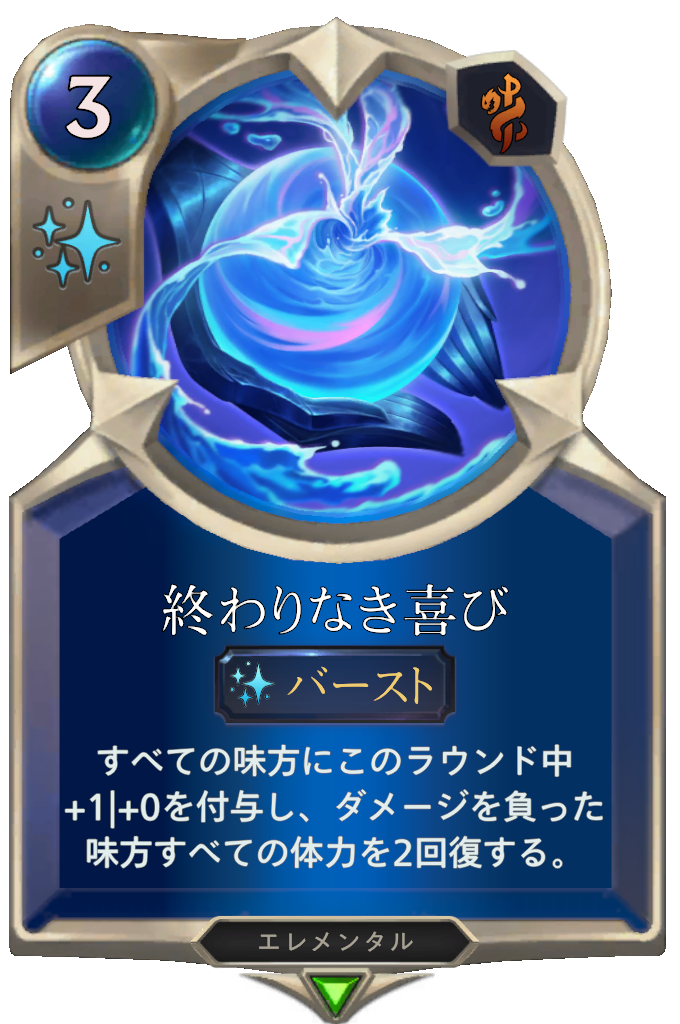 3
終わりなき喜び
バースト
すべての味方にこのラウンド中
+1|+0を付与し、ダメージを負った
味方すべての体力を2回復する。
エレメンタル